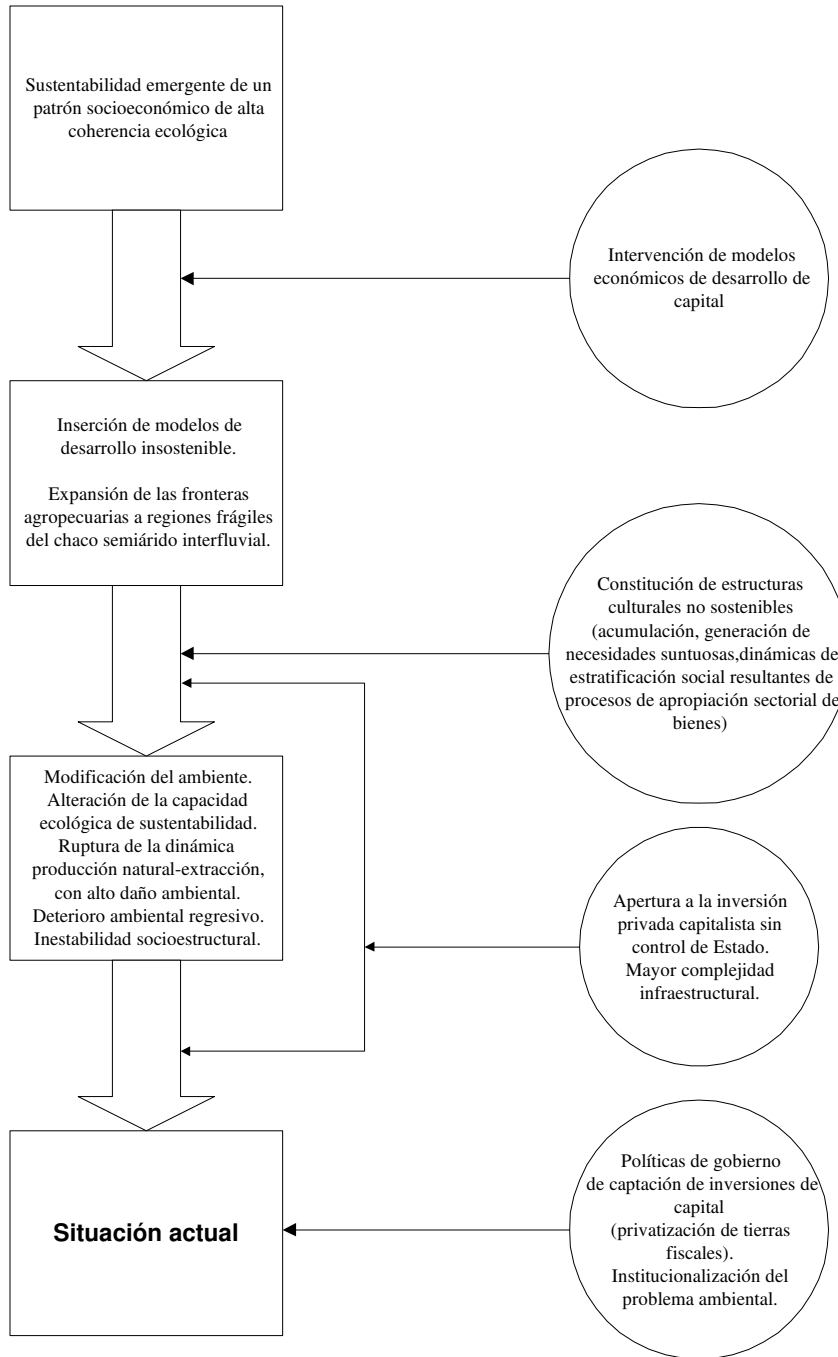 Sustentabilidad emergente de un
patrón socioeconómico de alta
coherencia ecológica
Intervención de modelos
económicos de desarrollo de
capital
Inserción de modelos de
desarrollo insostenible.
Expansión de las fronteras
agropecuarias a regiones frágiles
del chaco semiárido interfluvial.
Constitución de estructuras
culturales no sostenibles
(acumulación, generación de
necesidades suntuosas,dinámicas de
estratificación social resultantes de
procesos de apropiación sectorial de
bienes)
Modificación del ambiente.
Alteración de la capacidad
ecológica de sustentabilidad.
Ruptura de la dinámica
producción natural-extracción,
con alto daño ambiental.
Deterioro ambiental regresivo.
Inestabilidad socioestructural.
Apertura a la inversión
privada capitalista sin
control de Estado.
Mayor complejidad
infraestructural.
Situación actual
Políticas de gobierno
de captación de inversiones de
capital
(privatización de tierras
fiscales).
Institucionalización del
problema ambiental.